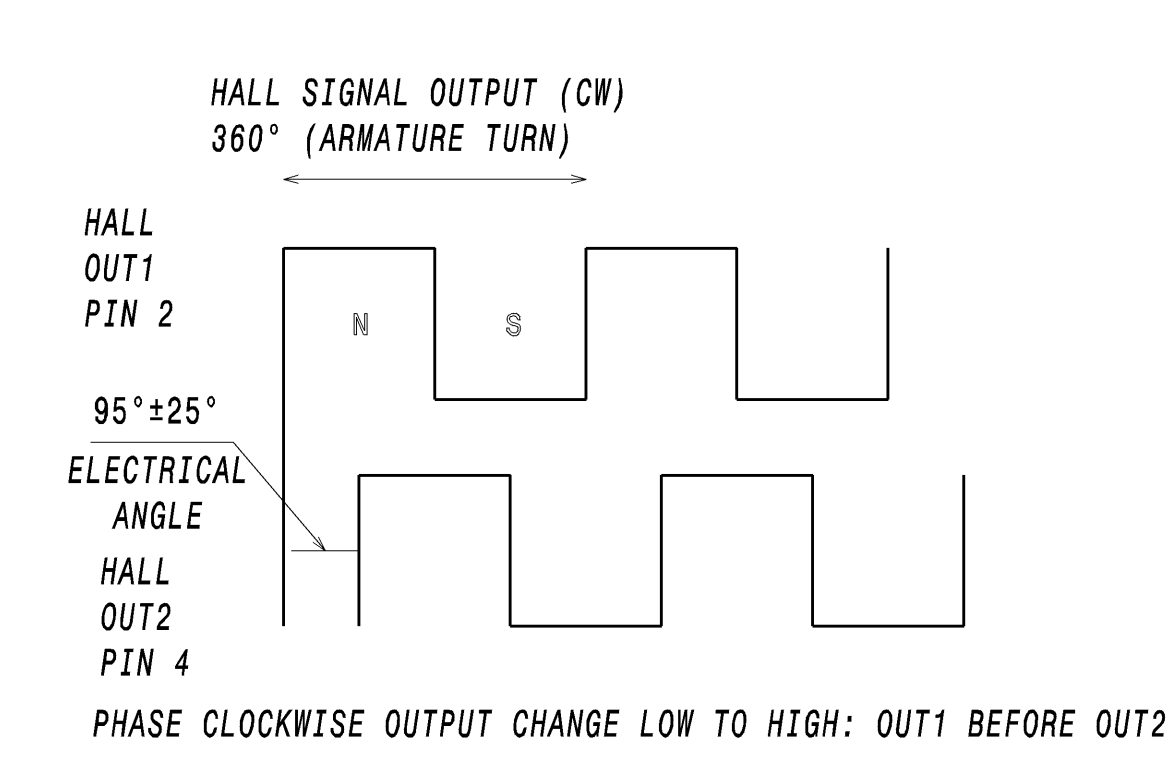 HALL SIGNAL OUTPUT (CW)
360° (ARMATURE TURN)
HALL
OUT1
PIN 2
N
S
95°±25°
ELECTRICAL
ANGLE
HALL
OUT2
PIN 4
PHASE CLOCKWISE OUTPUT CHANGE LOW TO HIGH: OUT1 BEFORE OUT2